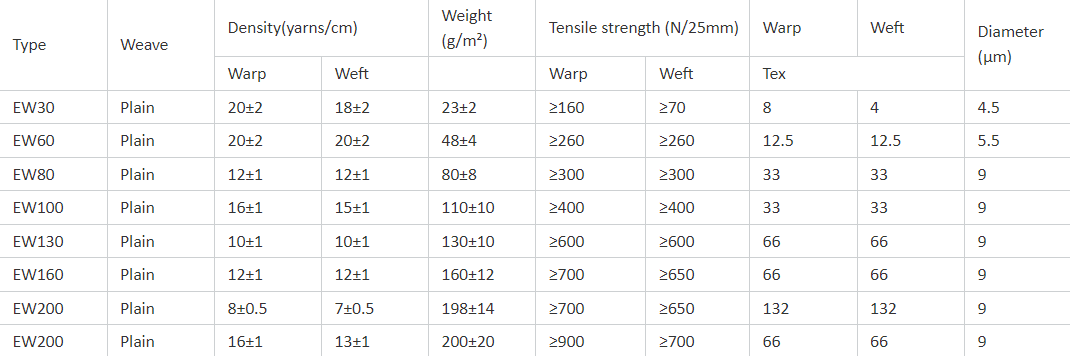 Type Weave Density(yarns/cm) Weight (g/m²) Tensile strength (N/25mm) Warp Weft Diameter (μm)
Warp Weft Warp Weft Tex
EW30 Plain 20±2 18±2 23±2 ≥160 ≥70 8 4 4.5
EW60 Plain 20±2 20±2 48±4 ≥260 ≥260 12.5 12.5 5.5
EW80 Plain 12±1 12±1 80±8 ≥300 ≥300 33 33 9
EW100 Plain 16±1 15±1 110±10 ≥400 ≥400 33 33 9
EW130 Plain 10±1 10±1 130±10 ≥600 ≥600 66 66 9
EW160 Plain 12±1 12±1 160±12 ≥700 ≥650 66 66 9
EW200 Plain 8±0.5 7±0.5 198±14 ≥700 ≥650 132 132 9
EW200 Plain 16±1 13±1 200±20 ≥900 ≥700 66 66 9